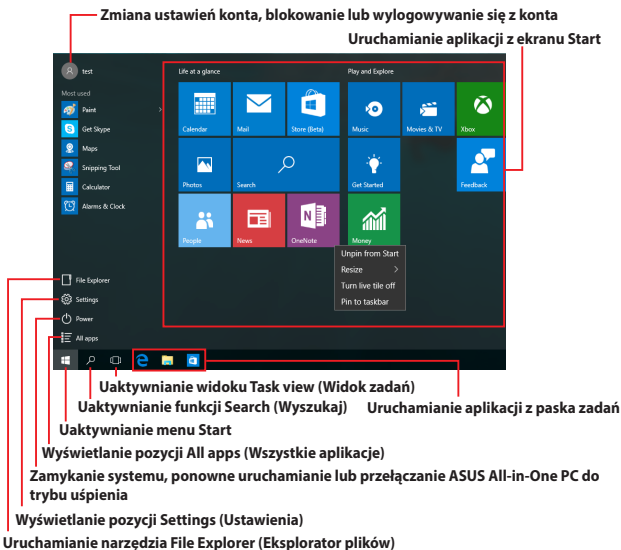 Zmiana ustawień konta, blokowanie lub wylogowywanie się z konta
Uruchamianie aplikacji z ekranu Start
test
Most used
Paint
Get Skype
Maps
Snipping Tool
Calculator
Alarms & Clock
File Explorer
Settings
Power
All apps
Life at a glance
Calendar
Mail
Store (Beta)
Photos
Search
People
News
OneNote
Play and Explore
Music
Movies & TV
Xbox
Get Started
Feedback
Money
Unpin from Start
Resize
Turn live tile off
Pin to taskbar
Uaktywnianie widoku Task view (Widok zadań)
Uaktywnianie funkcji Search (Wyszukaj)
Uruchamianie aplikacji z paska zadań
Uaktywnianie menu Start
Wyświetlanie pozycji All apps (Wszystkie aplikacje)
Zamykanie systemu, ponowne uruchamianie lub przełączanie ASUS All-in-One PC do
trybu uśpienia
Wyświetlanie pozycji Settings (Ustawienia)
Uruchamianie narzędzia File Explorer (Eksplorator plików)